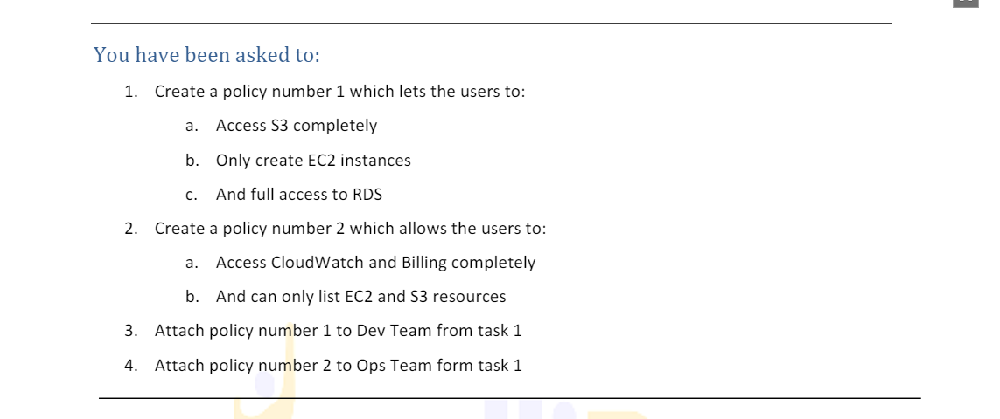 You have been asked to:
1. Create a policy number 1 which lets the users to:
a. Access S3 completely
b. Only create EC2 instances
c. And full access to RDS
2. Create a policy number 2 which allows the users to:
a. Access CloudWatch and Billing completely
b. And can only list EC2 and S3 resources
3. Attach policy number 1 to Dev Team from task 1
4. Attach policy number 2 to Ops Team form task 1